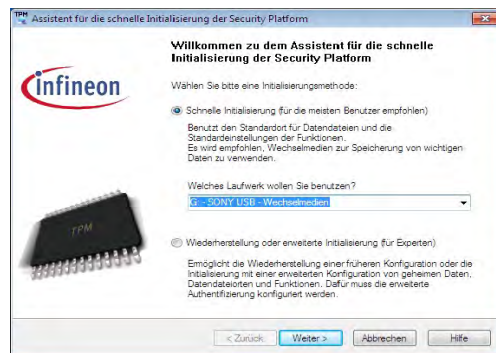 TPM Assistent für die schnelle Initialisierung der Security Platform
Willkommen zu dem Assistent für die schnelle
Initialisierung der Security Platform
infineon
Wählen Sie bitte eine Initialisierungsmethode:
Schnelle Initialisierung (für die meisten Benutzer empfohlen)
Benutzt den Standardort für Datendateien und die
Standardeinstellungen der Funktionen.
Es wird empfohlen, Wechselmedien zur Speicherung von wichtigen
Daten zu verwenden.
Welches Laufwerk wollen Sie benutzen?
G: - SONY USB - Wechselmedien
TPM
Wiederherstellung oder erweiterte Initialisierung (für Experten)
Ermöglicht die Wiederherstellung einer früheren Konfiguration oder die
Initialisierung mit einer erweiterten Konfiguration von geheimen Daten,
Datendateiorten und Funktionen. Dafür muss die erweiterte
Authentifizierung konfiguriert werden.
< Zurück Weiter > Abbrechen Hilfe